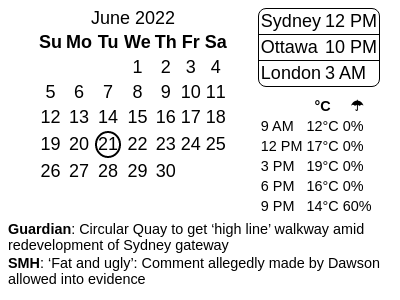 June 2022
Su Mo Tu We Th Fr Sa
1 2 3 4
5 6 7 8 9 10 11
12 13 14 15 16 17 18
19 20 21 22 23 24 25
26 27 28 29 30
Sydney 12 PM
Ottawa 10 PM
London 3 AM
°C ☂
9 AM 12°C 0%
12 PM 17°C 0%
3 PM 19°C 0%
6 PM 16°C 0%
9 PM 14°C 60%
Guardian: Circular Quay to get ‘high line’ walkway amid
redevelopment of Sydney gateway
SMH: ‘Fat and ugly’: Comment allegedly made by Dawson
allowed into evidence